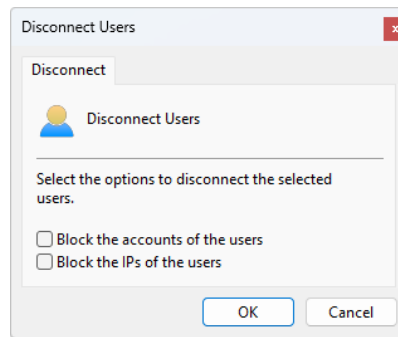 Disconnect Users
x
Disconnect
Disconnect Users
Select the options to disconnect the selected
users.
Block the accounts of the users
Block the IPs of the users
OK Cancel